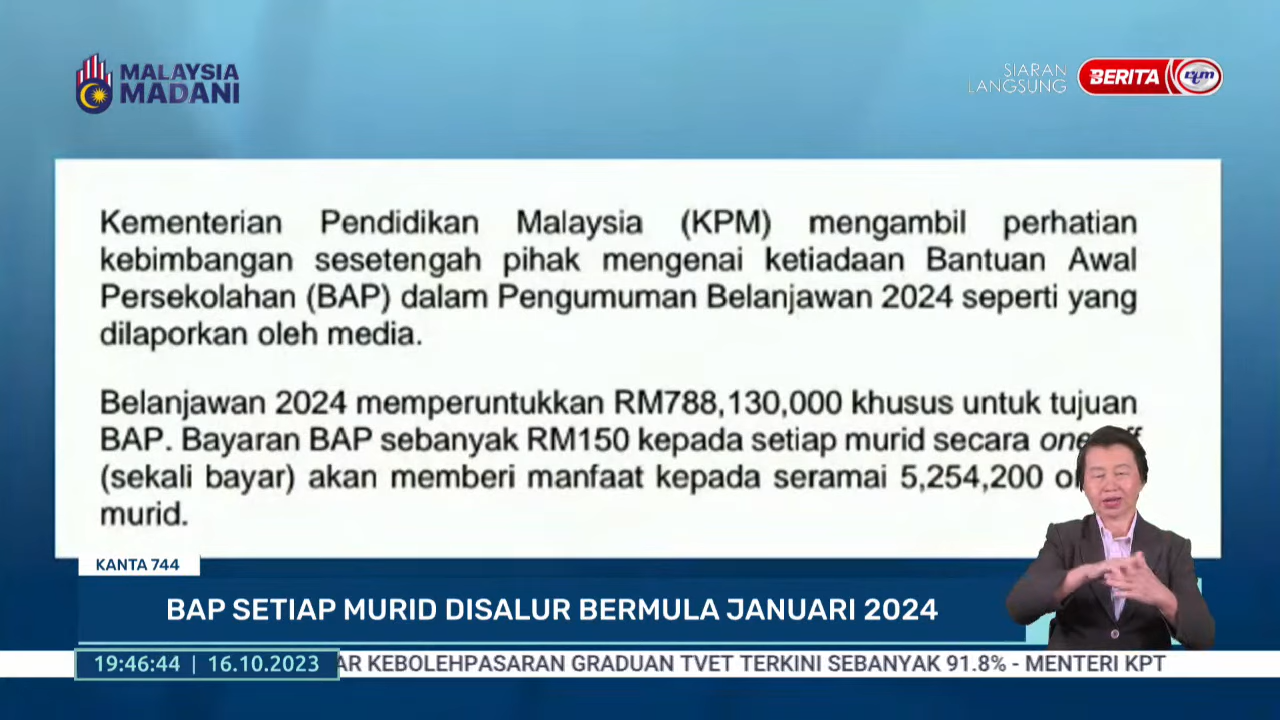 MALAYSIA
MADANI
SIARAN
LANGSUNG
BERITA rtm
Kementerian Pendidikan Malaysia (KPM) mengambil perhatian
kebimbangan sesetengah pihak mengenai ketiadaan Bantuan Awal
Persekolahan (BAP) dalam Pengumuman Belanjawan 2024 seperti yang
dilaporkan oleh media.
Belanjawan 2024 memperuntukkan RM788,130,000 khusus untuk tujuan
BAP. Bayaran BAP sebanyak RM150 kepada setiap murid secara
(sekali bayar) akan memberi manfaat kepada seramai 5,254,200
murid.
KANTA 744
BAP SETIAP MURID DISALUR BERMULA JANUARI 2024
19:46:44 | 16.10.2023 AR KEBOLEHPASARAN GRADUAN TVET TERKINI SEBANYAK 91.8% - MENTERI KPT